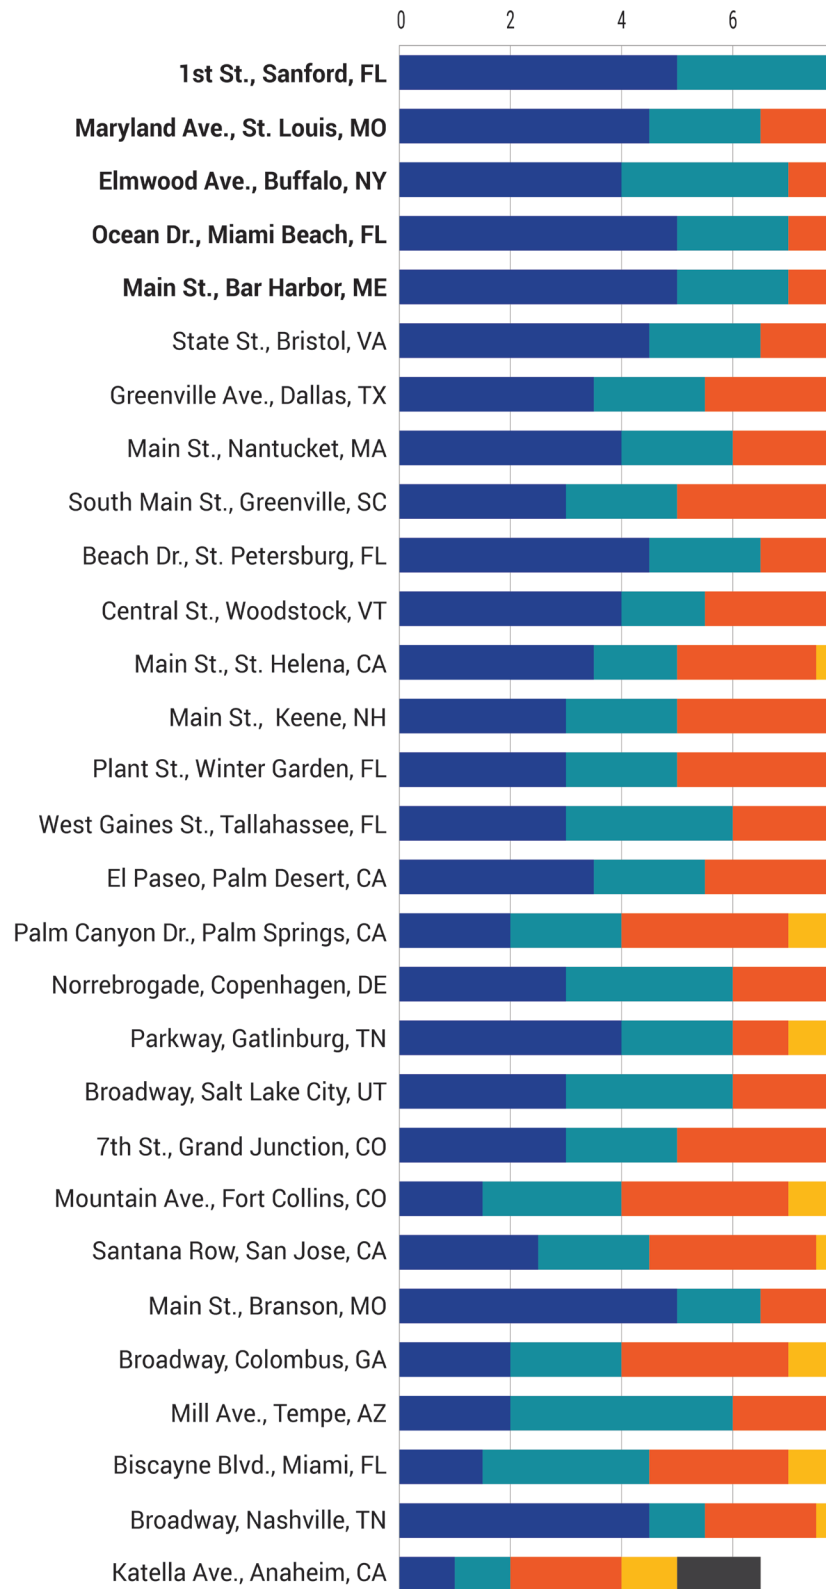 0 2 4 6
1st St., Sanford, FL
Maryland Ave., St. Louis, MO
Elmwood Ave., Buffalo, NY
Ocean Dr., Miami Beach, FL
Main St., Bar Harbor, ME
State St., Bristol, VA
Greenville Ave., Dallas, TX
Main St., Nantucket, MA
South Main St., Greenville, SC
Beach Dr., St. Petersburg, FL
Central St., Woodstock, VT
Main St., St. Helena, CA
Main St.,  Keene, NH
Plant St., Winter Garden, FL
West Gaines St., Tallahassee, FL
El Paseo, Palm Desert, CA
Palm Canyon Dr., Palm Springs, CA
Norrebrogade, Copenhagen, DE
Parkway, Gatlinburg, TN
Broadway, Salt Lake City, UT
7th St., Grand Junction, CO
Mountain Ave., Fort Collins, CO
Santana Row, San Jose, CA
Main St., Branson, MO
Broadway, Colombus, GA
Mill Ave., Tempe, AZ
Biscayne Blvd., Miami, FL
Broadway, Nashville, TN
Katella Ave., Anaheim, CA